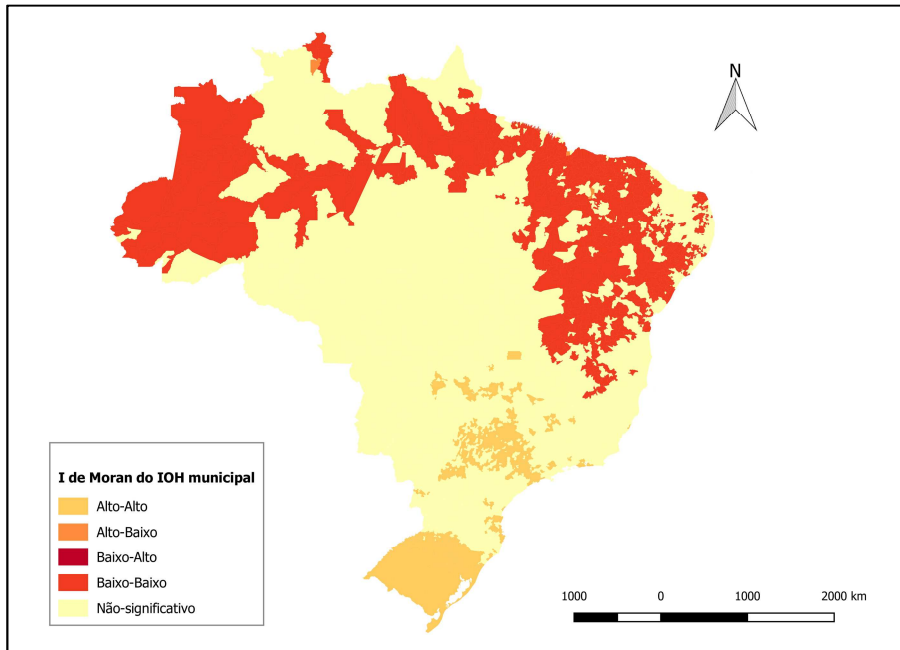 N
I de Moran do IOH municipal
Alto-Alto
Alto-Baixo
Baixo-Alto
Baixo-Baixo
Não-significativo
1000 0 1000 2000 km